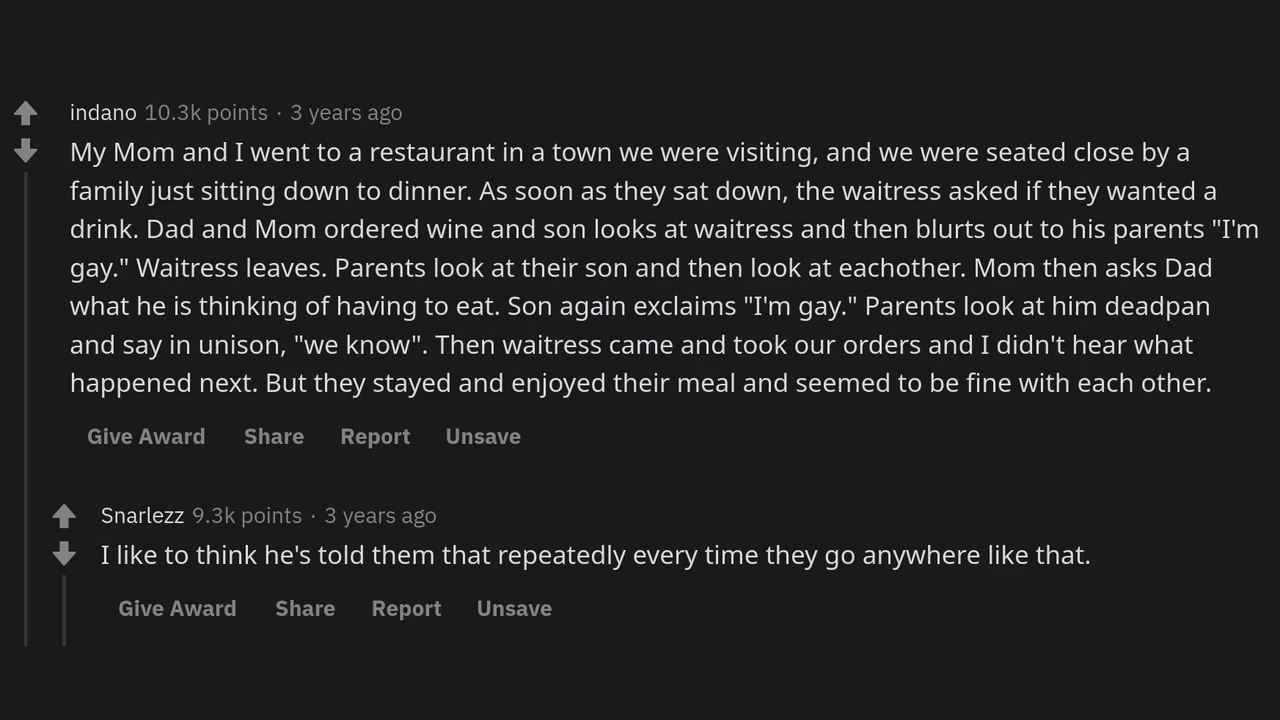 indano 10.3k points · 3 years ago
My Mom and I went to a restaurant in a town we were visiting, and we were seated close by a
family just sitting down to dinner. As soon as they sat down, the waitress asked if they wanted a
drink. Dad and Mom ordered wine and son looks at waitress and then blurts out to his parents "I'm
gay." Waitress leaves. Parents look at their son and then look at eachother. Mom then asks Dad
what he is thinking of having to eat. Son again exclaims "I'm gay." Parents look at him deadpan
and say in unison, "we know". Then waitress came and took our orders and I didn't hear what
happened next. But they stayed and enjoyed their meal and seemed to be fine with each other.
Give Award Share Report Unsave
Snarlezz 9.3k points · 3 years ago
I like to think he's told them that repeatedly every time they go anywhere like that.
Give Award Share Report Unsave